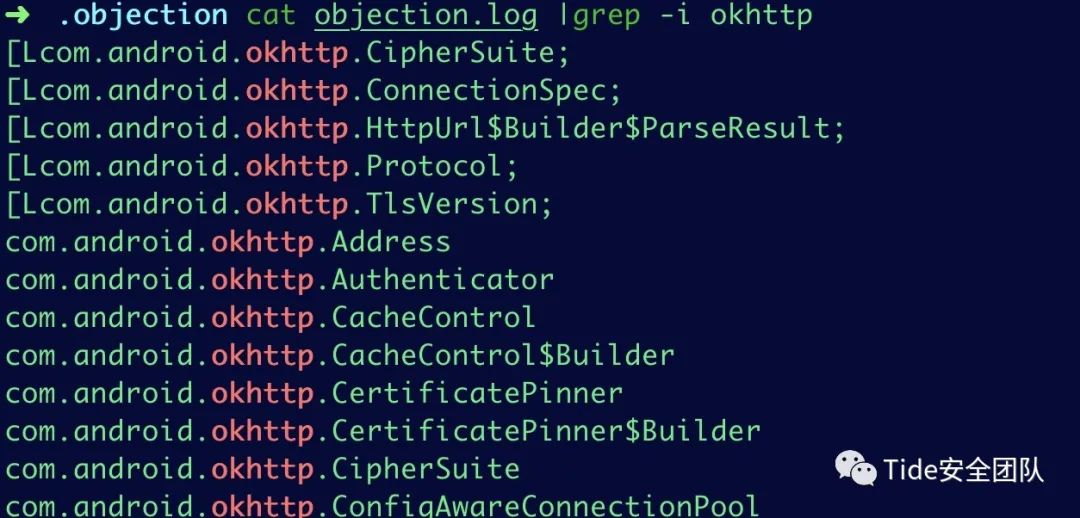 ➜ .objection cat objection.log |grep -i okhttp
[Lcom.android.okhttp.CipherSuite;
[Lcom.android.okhttp.ConnectionSpec;
[Lcom.android.okhttp.HttpUrl$Builder$ParseResult;
[Lcom.android.okhttp.Protocol;
[Lcom.android.okhttp.TlsVersion;
com.android.okhttp.Address
com.android.okhttp.Authenticator
com.android.okhttp.CacheControl
com.android.okhttp.CacheControl$Builder
com.android.okhttp.CertificatePinner
com.android.okhttp.CertificatePinner$Builder
com.android.okhttp.CipherSuite
Tide安全团队
com.android.okhttp.ConfigAwareConnectionPool